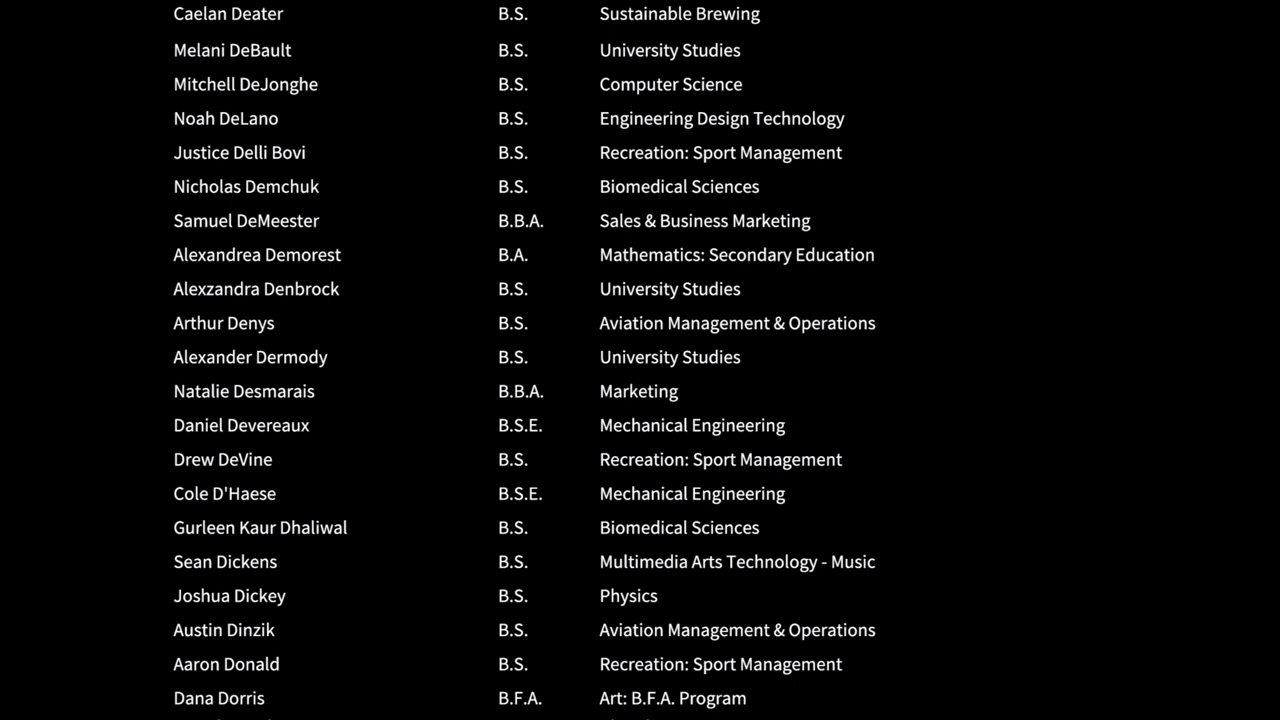 Caelan Deater B.S. Sustainable Brewing
Melani DeBault B.S. University Studies
Mitchell DeJonghe B.S. Computer Science
Noah DeLano B.S. Engineering Design Technology
Justice Delli Bovi B.S. Recreation: Sport Management
Nicholas Demchuk B.S. Biomedical Sciences
Samuel DeMeester B.B.A. Sales & Business Marketing
Alexandrea Demorest B.A. Mathematics: Secondary Education
Alexzandra Denbrock B.S. University Studies
Arthur Denys B.S. Aviation Management & Operations
Alexander Dermody B.S. University Studies
Natalie Desmarais B.B.A. Marketing
Daniel Devereaux B.S.E. Mechanical Engineering
Drew DeVine B.S. Recreation: Sport Management
Cole D'Haese B.S.E. Mechanical Engineering
Gurleen Kaur Dhaliwal B.S. Biomedical Sciences
Sean Dickens B.S. Multimedia Arts Technology - Music
Joshua Dickey B.S. Physics
Austin Dinzik B.S. Aviation Management & Operations
Aaron Donald B.S. Recreation: Sport Management
Dana Dorris B.F.A. Art: B.F.A. Program